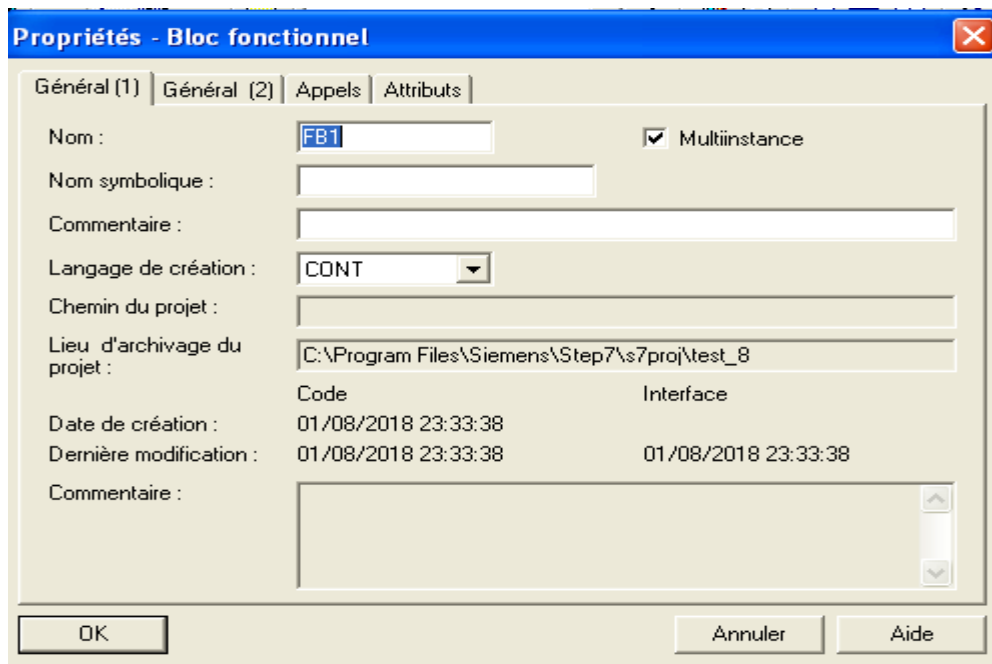 Propriétés - Bloc fonctionnel
Général (1) Général (2) Appels Attributs
Nom : FB1 Multiinstance
Nom symbolique :
Commentaire :
Langage de création : CONT
Chemin du projet :
Lieu d'archivage du projet : C:\Program Files\Siemens\Step7\s7proj\test_8
Code Interface
Date de création : 01/08/2018 23:33:38
Dernière modification : 01/08/2018 23:33:38 01/08/2018 23:33:38
Commentaire :
OK Annuler Aide